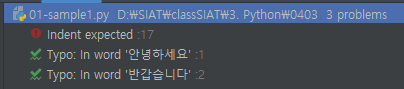 01-sample1.py D:₩SIAT₩classSIAT₩3. Python₩0403 3 problems
Indent expected :17
Typo: In word '안녕하세요' :1
Typo: In word '반갑습니다' :2